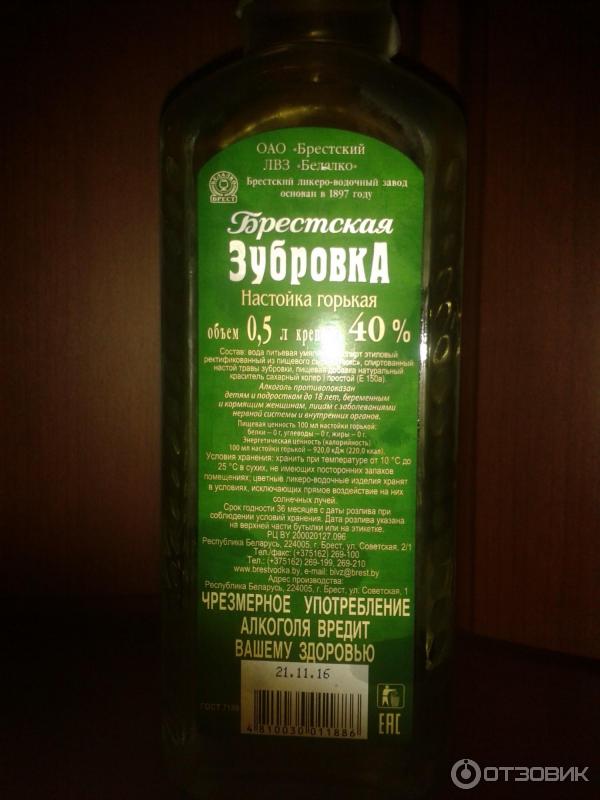 ОАО «Брестский
ЛВЗ «Белалко»
Брестский ликеро-водочный завод
основан в 1897 году
БЕЛАЛКО
БРЕСТ
Брестская
Зубровка
Настойка горькая
объем 0,5 л 40 %
Состав: вода питьевая спирт этиловый
ректификованный из пищевого спиртованный
настой травы зубровки, пищевая добавка натуральный
краситель сахарный колер I простой (Е 150а).
Алкоголь противопоказан
детям и подросткам до 18 лет, беременным
и кормящим женщинам, лицам с заболеваниями
нервной системы и внутренних органов.
Пищевая ценность 100 мл настойки горькой:
белки – 0 г, углеводы – 0 г, жиры – 0 г.
Энергетическая ценность (калорийность)
100 мл настойки горькой – 920,0 кДж (220,0 ккал).
Условия хранения: хранить при температуре от 10 °С до
25 °С в сухих, не имеющих посторонних запахов
помещениях; цветные ликеро-водочные изделия хранят
в условиях, исключающих прямое воздействие на них
солнечных лучей.
Срок годности 36 месяцев с даты розлива при
соблюдении условий хранения. Дата розлива указана
на верхней части бутылки или на этикетке.
РЦ BY 200020127.096
Республика Беларусь, 224005, г. Брест, ул. Советская, 2/1
Тел./факс: (+375162) 269-100
Тел.: (+375162) 269-199, 269-210
www.brestvodka.by, e-mail: blvz@brest.by
Адрес производства:
Республика Беларусь, 224005, г. Брест, ул. Советская, 1
ЧРЕЗМЕРНОЕ УПОТРЕБЛЕНИЕ
АЛКОГОЛЯ ВРЕДИТ
ВАШЕМУ ЗДОРОВЬЮ
21.11.16
ГОСТ
4 810030 011886
EAC
ОТЗОВИК